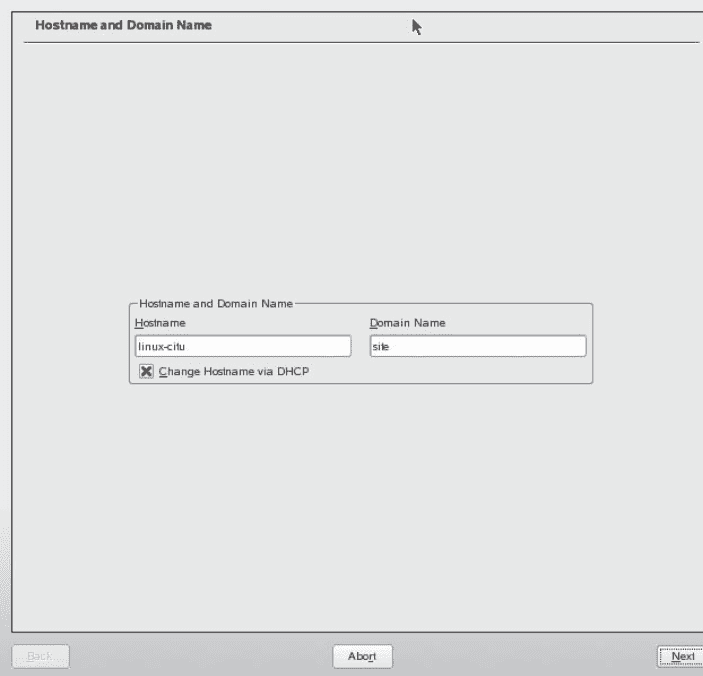 Hostname and Domain Name
Hostname and Domain Name
Hostname Domain Name
linux-citu site
Change Hostname via DHCP
Back Abort Next